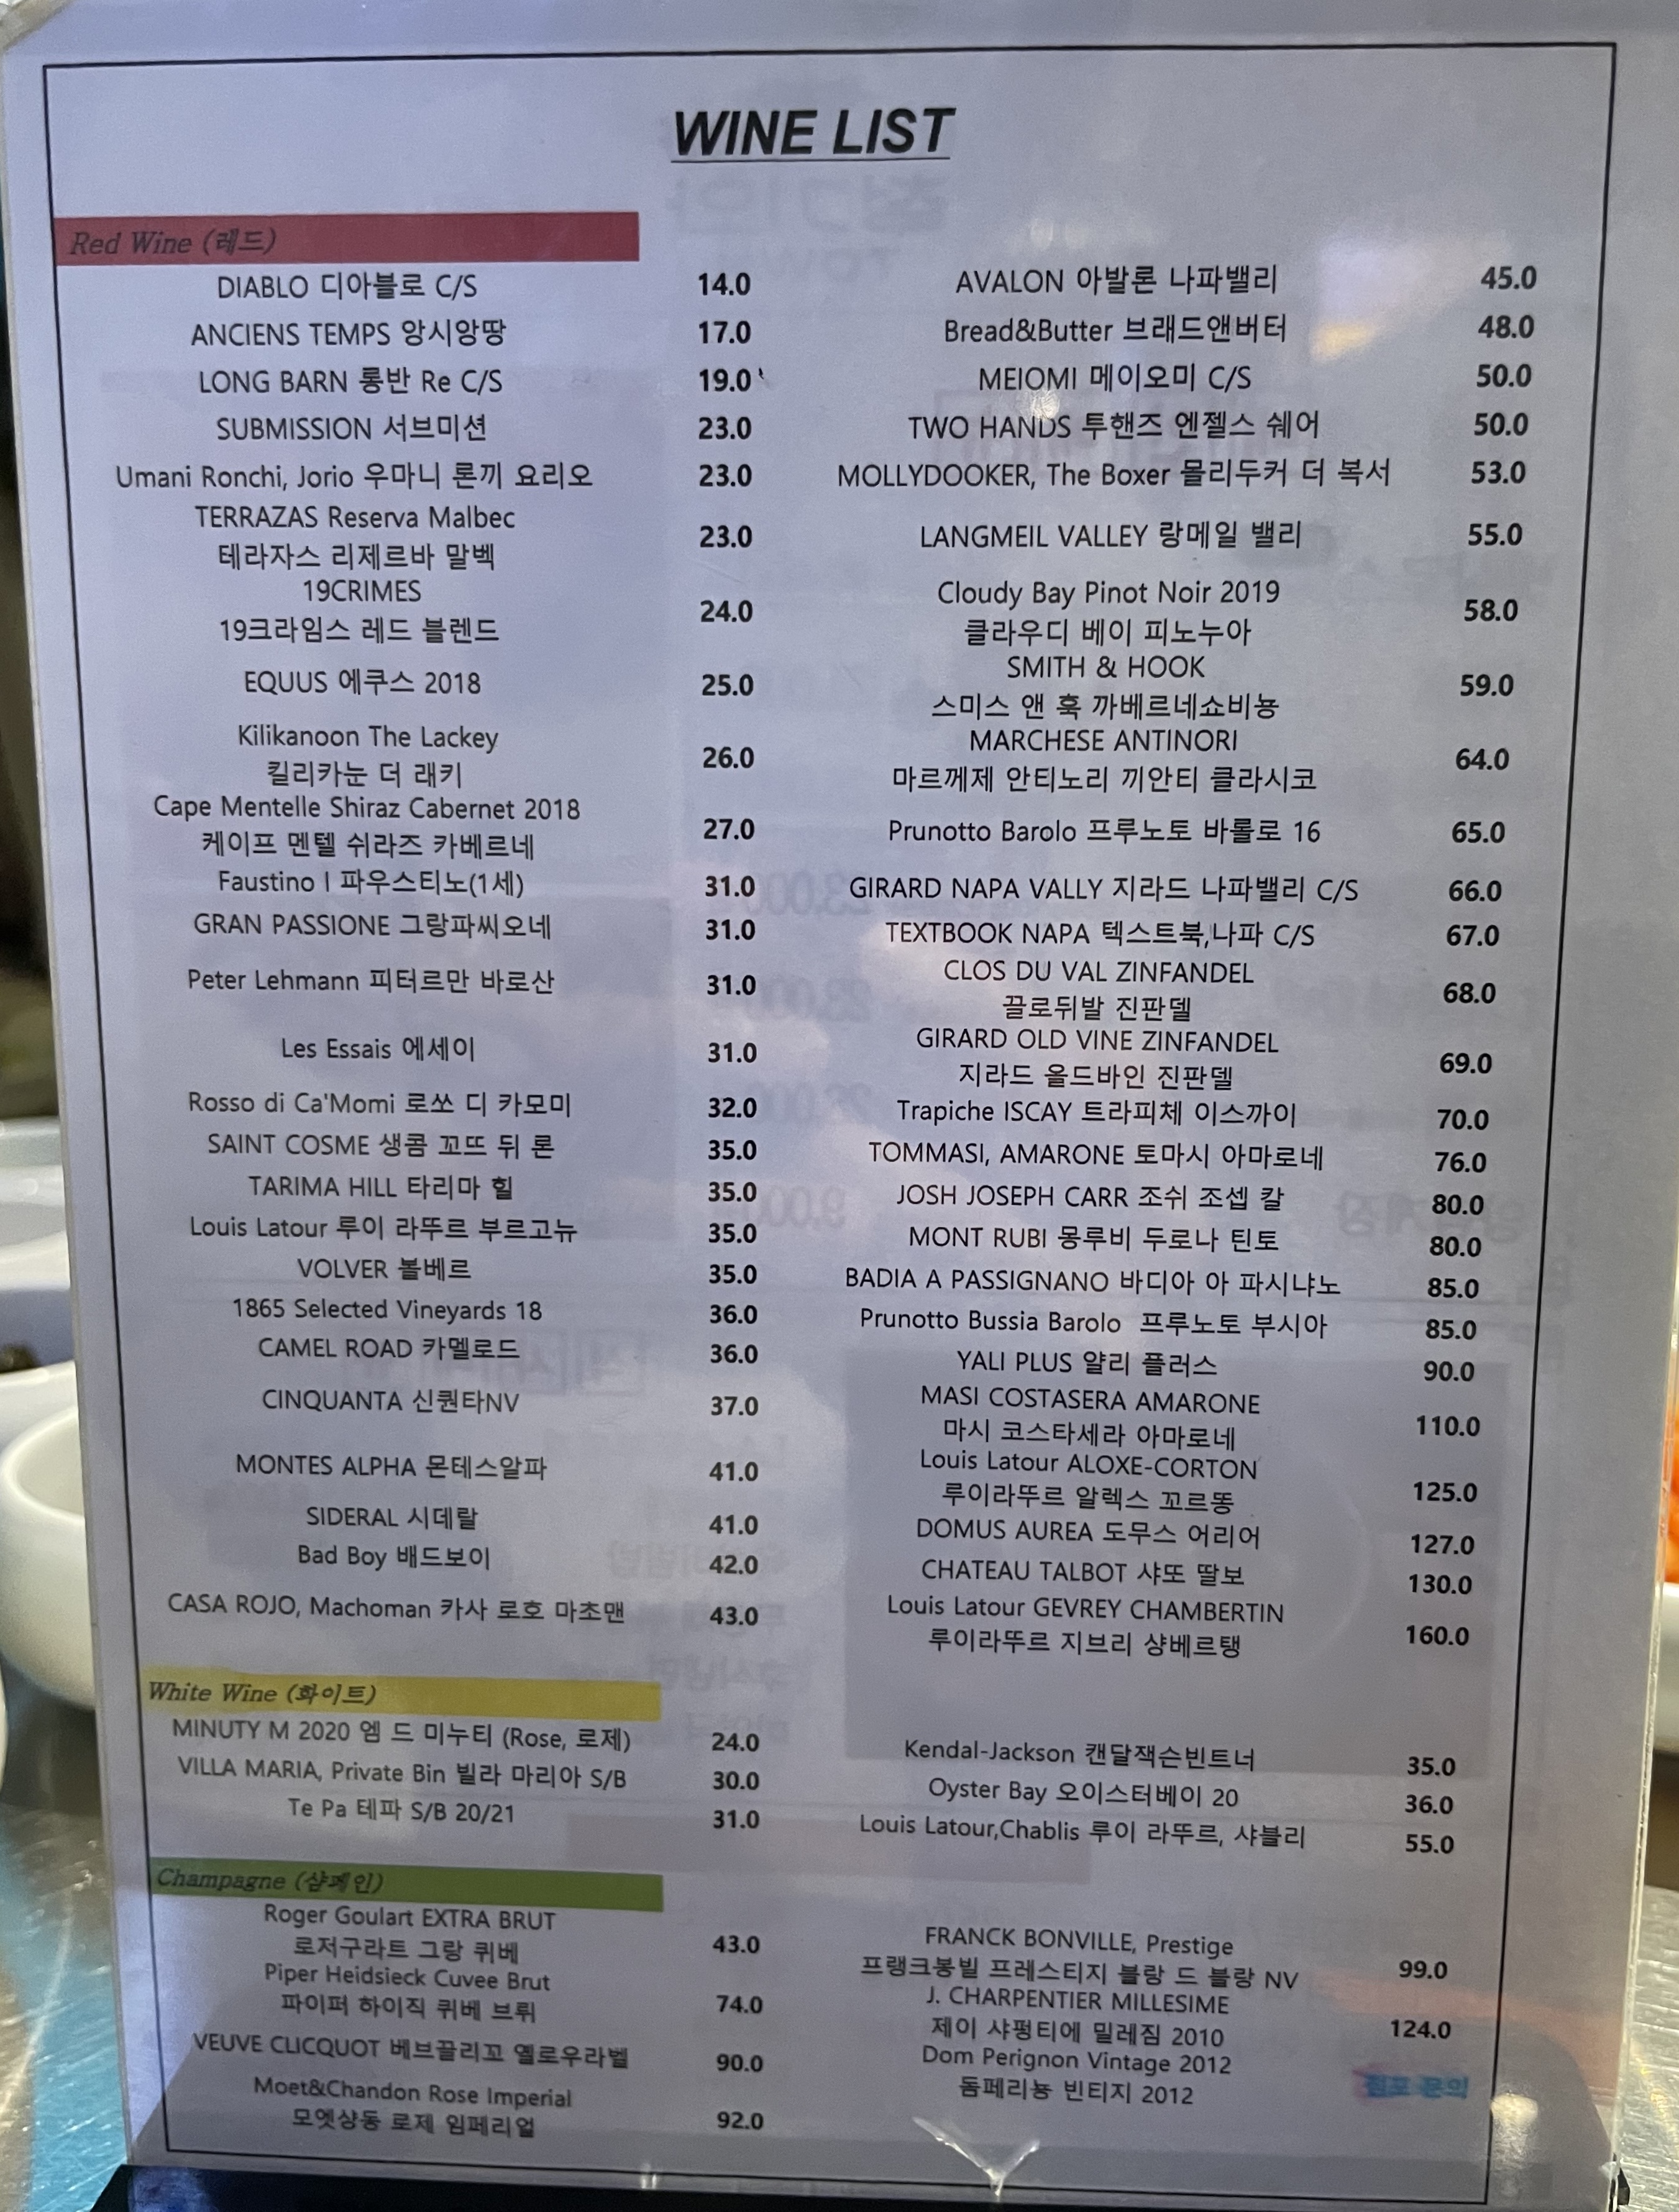 WINE LIST
Red Wine (레드)
DIABLO 디아블로 C/S 14.0
ANCIENS TEMPS 앙시앙땅 17.0
LONG BARN 롱반 Re C/S 19.0
SUBMISSION 서브미션 23.0
Umani Ronchi, Jorio 우마니 론끼 요리오 23.0
TERRAZAS Reserva Malbec
테라자스 리제르바 말벡 23.0
19CRIMES
19크라임스 레드 블렌드 24.0
EQUUS 에쿠스 2018 25.0
Kilikanoon The Lackey
킬리카눈 더 래키 26.0
Cape Mentelle Shiraz Cabernet 2018
케이프 멘텔 쉬라즈 카베르네 27.0
Faustino I 파우스티노(1세) 31.0
GRAN PASSIONE 그랑파씨오네 31.0
Peter Lehmann 피터르만 바로산 31.0
Les Essais 에세이 31.0
Rosso di Ca'Momi 로쏘 디 카모미 32.0
SAINT COSME 생콤 꼬뜨 뒤 론 35.0
TARIMA HILL 타리마 힐 35.0
Louis Latour 루이 라뚜르 부르고뉴 35.0
VOLVER 볼베르 35.0
1865 Selected Vineyards 18 36.0
CAMEL ROAD 카멜로드 36.0
CINQUANTA 신퀀타NV 37.0
MONTES ALPHA 몬테스알파 41.0
SIDERAL 시데랄 41.0
Bad Boy 배드보이 42.0
CASA ROJO, Machoman 카사 로호 마초맨 43.0
AVALON 아발론 나파밸리 45.0
Bread&Butter 브래드앤버터 48.0
MEIOMI 메이오미 C/S 50.0
TWO HANDS 투핸즈 엔젤스 쉐어 50.0
MOLLYDOOKER, The Boxer 몰리두커 더 복서 53.0
LANGMEIL VALLEY 랑메일 밸리 55.0
Cloudy Bay Pinot Noir 2019
클라우디 베이 피노누아 58.0
SMITH & HOOK
스미스 앤 훅 까베르네쇼비뇽 59.0
MARCHESE ANTINORI
마르께제 안티노리 끼안티 클라시코 64.0
Prunotto Barolo 프루노토 바롤로 16 65.0
GIRARD NAPA VALLY 지라드 나파밸리 C/S 66.0
TEXTBOOK NAPA 텍스트북,나파 C/S 67.0
CLOS DU VAL ZINFANDEL
끌로뒤발 진판델 68.0
GIRARD OLD VINE ZINFANDEL
지라드 올드바인 진판델 69.0
Trapiche ISCAY 트라피체 이스까이 70.0
TOMMASI, AMARONE 토마시 아마로네 76.0
JOSH JOSEPH CARR 조쉬 조셉 칼 80.0
MONT RUBI 몽루비 두로나 틴토 80.0
BADIA A PASSIGNANO 바디아 아 파시냐노 85.0
Prunotto Bussia Barolo 프루노토 부시아 85.0
YALI PLUS 얄리 플러스 90.0
MASI COSTASERA AMARONE
마시 코스타세라 아마로네 110.0
Louis Latour ALOXE-CORTON
루이라뚜르 알렉스 꼬르똥 125.0
DOMUS AUREA 도무스 어리어 127.0
CHATEAU TALBOT 샤또 딸보 130.0
Louis Latour GEVREY CHAMBERTIN
루이라뚜르 지브리 샹베르탱 160.0
White Wine (화이트)
MINUTY M 2020 엠 드 미누티 (Rose, 로제) 24.0
VILLA MARIA, Private Bin 빌라 마리아 S/B 30.0
Te Pa 테파 S/B 20/21 31.0
Kendal-Jackson 캔달잭슨빈트너 35.0
Oyster Bay 오이스터베이 20 36.0
Louis Latour,Chablis 루이 라뚜르, 샤블리 55.0
Champagne (샴페인)
Roger Goulart EXTRA BRUT
로저구라트 그랑 퀴베 43.0
Piper Heidsieck Cuvee Brut
파이퍼 하이직 퀴베 브뤼 74.0
VEUVE CLICQUOT 베브끌리꼬 옐로우라벨 90.0
Moet&Chandon Rose Imperial
모엣샹동 로제 임페리얼 92.0
FRANCK BONVILLE, Prestige
프랭크봉빌 프레스티지 블랑 드 블랑 NV 99.0
J. CHARPENTIER MILLESIME
제이 샤펑티에 밀레짐 2010 124.0
Dom Perignon Vintage 2012
돔페리뇽 빈티지 2012 점포 문의